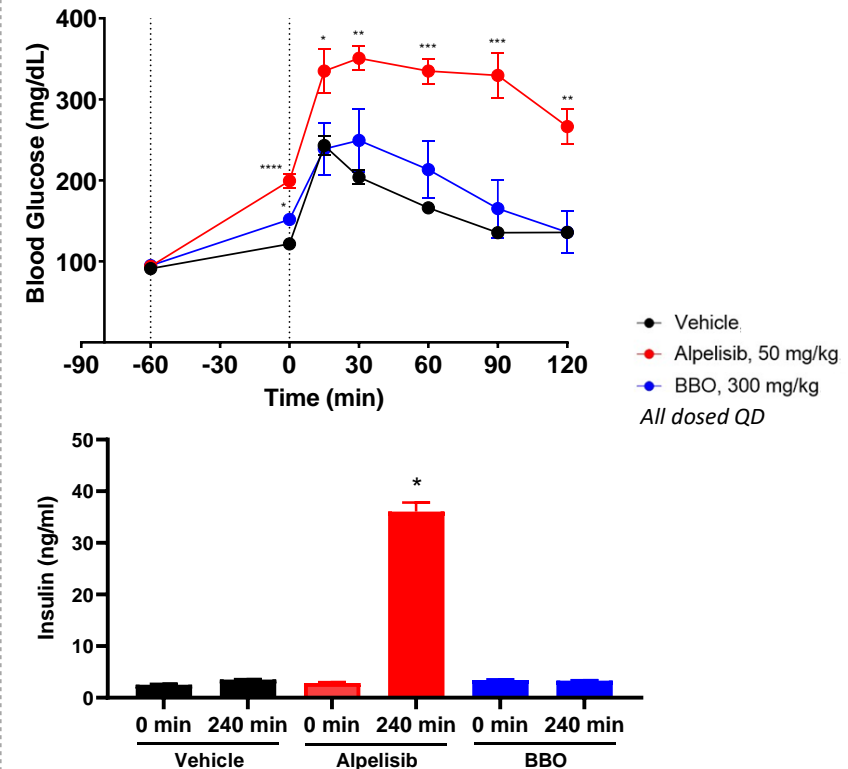 Blood Glucose (mg/dL)
400
300
200
100
* ** *** *** **
****
*
-90 -60 -30 0 30 60 90 120
Time (min)
Vehicle
Alpelisib, 50 mg/kg
BBO, 300 mg/kg
All dosed QD
Insulin (ng/ml)
50
40
30
20
10
0
*
0 min 240 min 0 min 240 min 0 min 240 min
Vehicle Alpelisib BBO